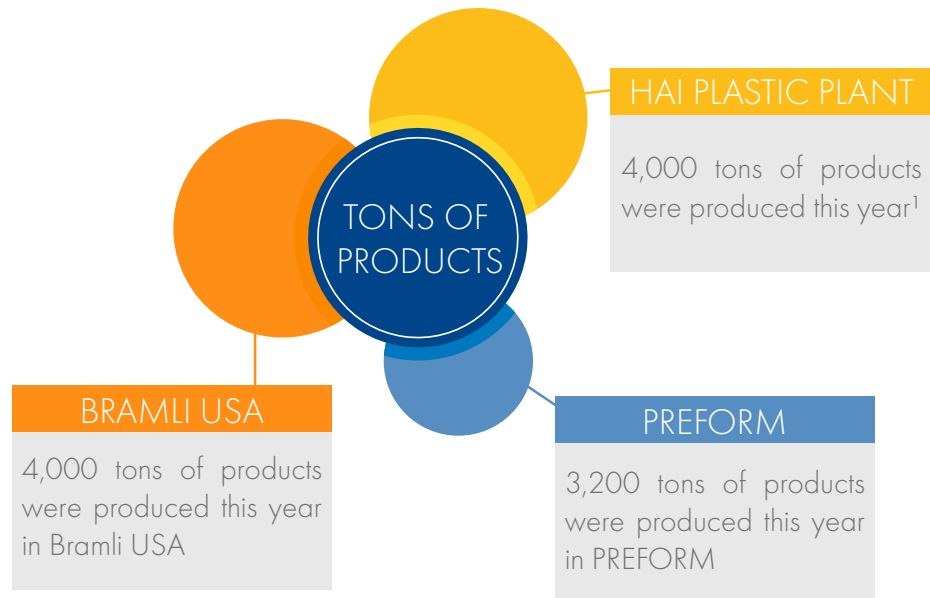 TONS OF
PRODUCTS
HAI PLASTIC PLANT
4,000 tons of products
were produced this year¹
BRAMLI USA
4,000 tons of products
were produced this year
in Bramli USA
PREFORM
3,200 tons of products
were produced this year
in PREFORM